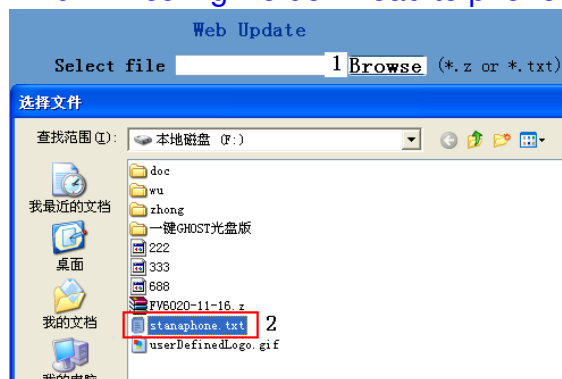 Web Update
Select file 1 Browse (*.z or *.txt)
选择文件
查找范围(I): 本地磁盘 (F:)
我最近的文档
桌面
我的文档
doc
wu
zhong
一键GHOST光盘版
222
333
688
FV6020-11-16.z
stanaphone.txt 2
userDefinedLogo.gif